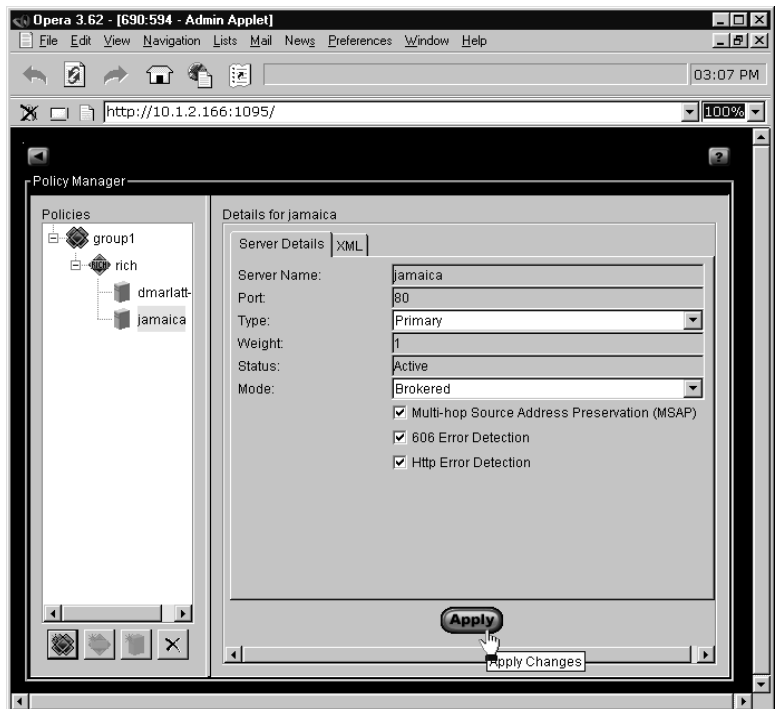 Opera 3.62 - [690:594 - Admin Applet]
File Edit View Navigation Lists Mail News Preferences Window Help
03:07 PM
http://10.1.2.166:1095/
100%
?
Policy Manager
Policies
group1
RICH rich
dmarlatt-
jamaica
Details for jamaica
Server Details XML
Server Name: jamaica
Port: 80
Type: Primary
Weight: 1
Status: Active
Mode: Brokered
Multi-hop Source Address Preservation (MSAP)
606 Error Detection
Http Error Detection
Apply
Apply Changes